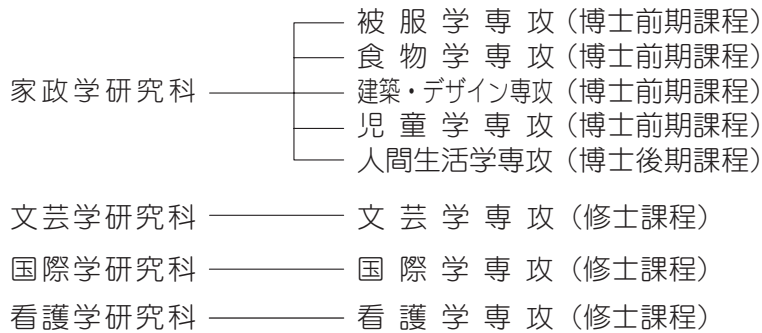 被服学専攻（博士前期課程）
食物学専攻（博士前期課程）
家政学研究科 建築・デザイン専攻（博士前期課程）
児童学専攻（博士前期課程）
人間生活学専攻（博士後期課程）
文芸学研究科 文芸学専攻（修士課程）
国際学研究科 国際学専攻（修士課程）
看護学研究科 看護学専攻（修士課程）